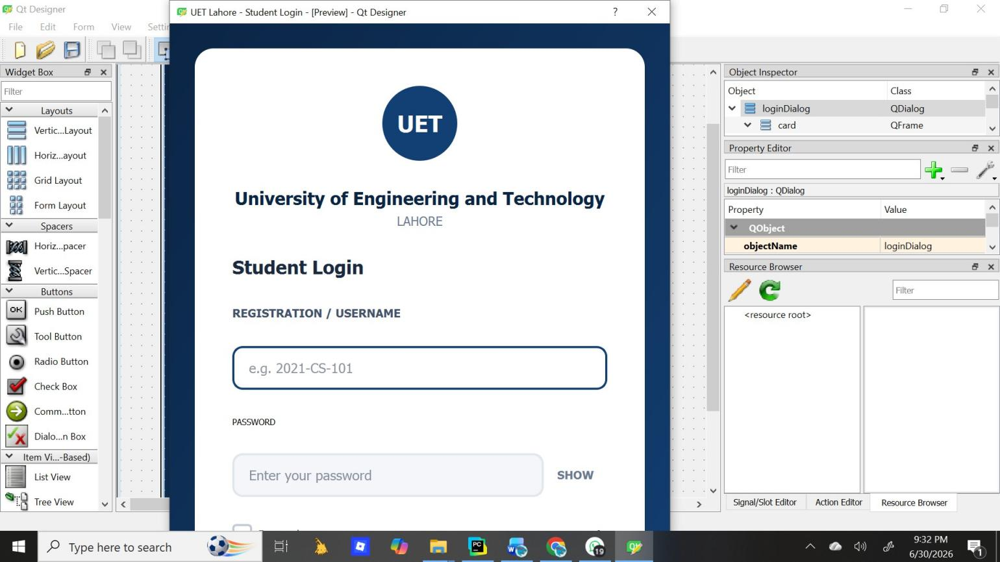 Qt Designer
File Edit Form View Settin
UET Lahore - Student Login - [Preview] - Qt Designer
?
Widget Box
Filter
Layouts
Vertic...Layout
Horiz...ayout
Grid Layout
Form Layout
Spacers
Horiz...pacer
Vertic...Spacer
Buttons
OK Push Button
Tool Button
Radio Button
Check Box
Comm...tton
Dialo...n Box
Item Vi...-Based)
List View
Tree View
UET
University of Engineering and Technology
LAHORE
Student Login
REGISTRATION / USERNAME
e.g. 2021-CS-101
PASSWORD
Enter your password
SHOW
Object Inspector
Object Class
loginDialog QDialog
card QFrame
Property Editor
Filter
loginDialog : QDialog
Property Value
QObject
objectName loginDialog
Resource Browser
Filter
<resource root>
Signal/Slot Editor Action Editor Resource Browser
Type here to search
PC
W
19
Qt
9:32 PM
6/30/2026
1